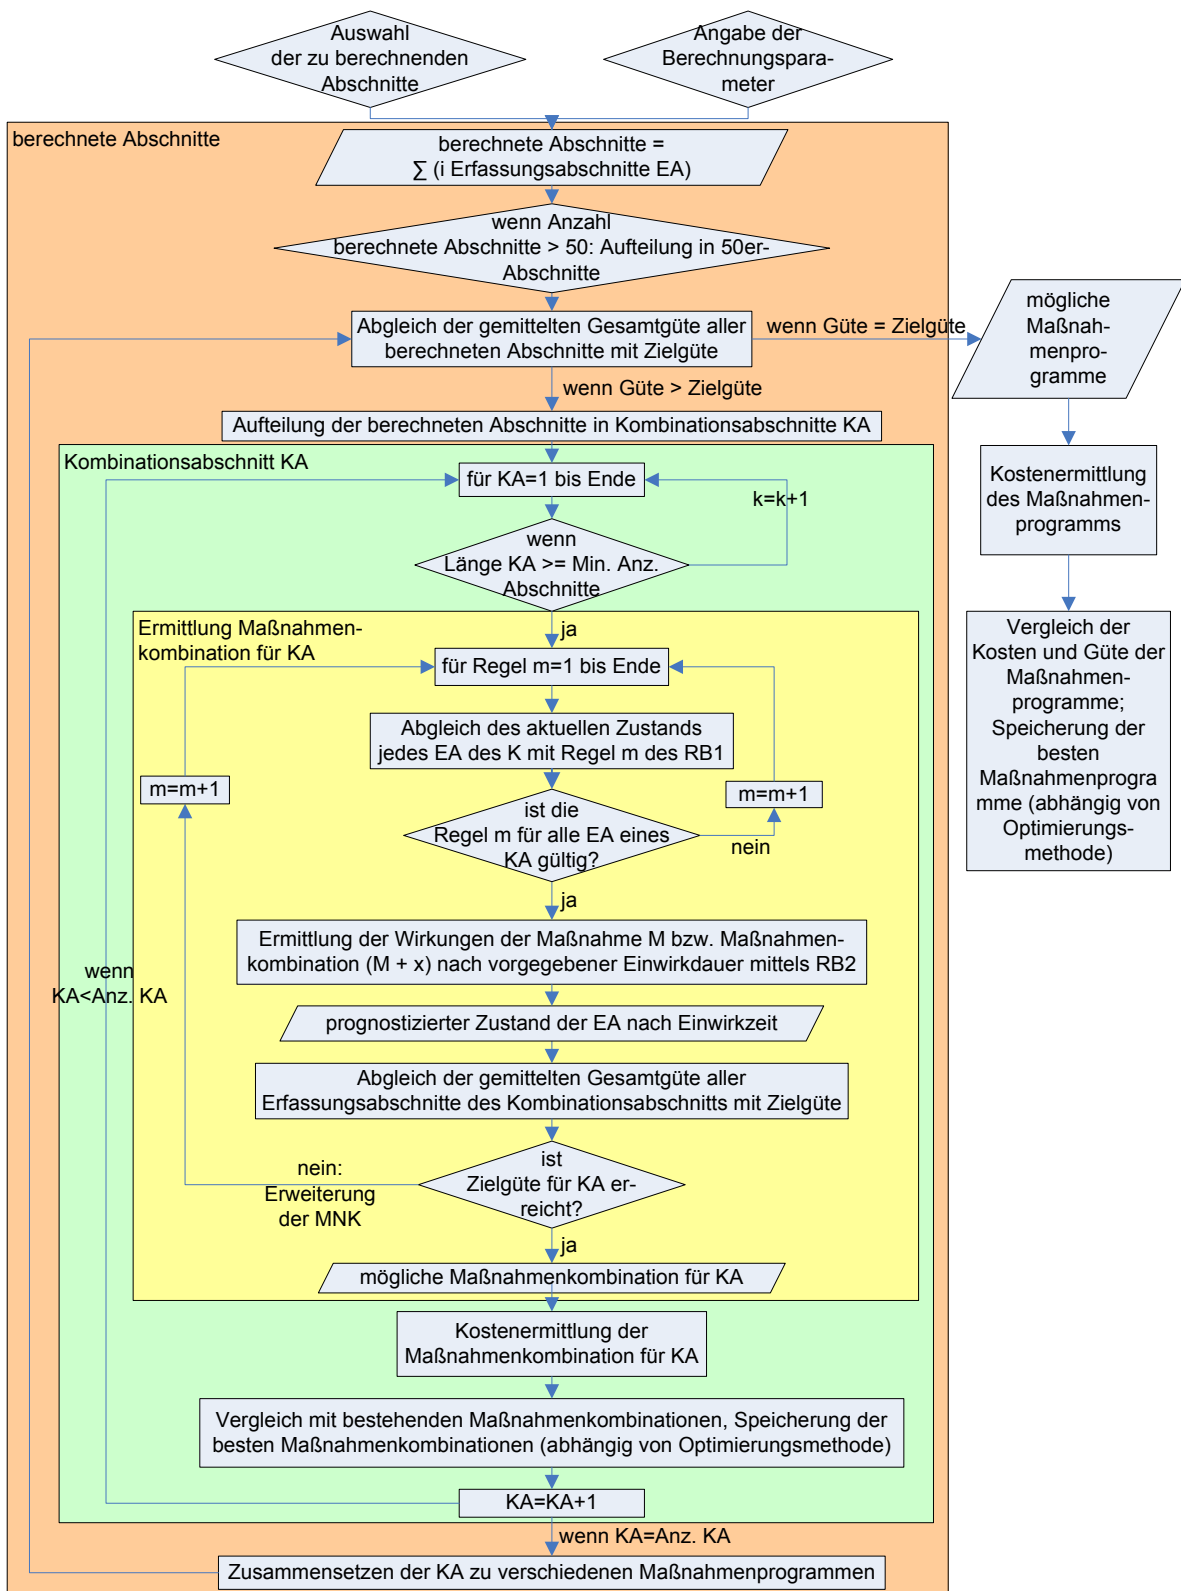 Auswahl
der zu berechnenden
Abschnitte
Angabe der
Berechnungspara-
meter
berechnete Abschnitte
berechnete Abschnitte =
∑ (i Erfassungsabschnitte EA)
wenn Anzahl
berechnete Abschnitte > 50: Aufteilung in 50er-
Abschnitte
Abgleich der gemittelten Gesamtgüte aller
berechneten Abschnitte mit Zielgüte
wenn Güte = Zielgüte
mögliche
Maßnah-
menpro-
gramme
wenn Güte > Zielgüte
Aufteilung der berechneten Abschnitte in Kombinationsabschnitte KA
Kombinationsabschnitt KA
für KA=1 bis Ende
k=k+1
Kostenermittlung
des Maßnahmen-
programms
wenn
Länge KA >= Min. Anz.
Abschnitte
ja
Ermittlung Maßnahmen-
kombination für KA
für Regel m=1 bis Ende
Vergleich der
Kosten und Güte der
Maßnahmen-
programme;
Speicherung der
besten
Maßnahmenprogra
mme (abhängig von
Optimierungs-
methode)
Abgleich des aktuellen Zustands
jedes EA des K mit Regel m des RB1
m=m+1
m=m+1
ist die
Regel m für alle EA eines
KA gültig?
nein
ja
Ermittlung der Wirkungen der Maßnahme M bzw. Maßnahmen-
kombination (M + x) nach vorgegebener Einwirkdauer mittels RB2
wenn
KA<Anz. KA
prognostizierter Zustand der EA nach Einwirkzeit
Abgleich der gemittelten Gesamtgüte aller
Erfassungsabschnitte des Kombinationsabschnitts mit Zielgüte
ist
Zielgüte für KA er-
reicht?
nein:
Erweiterung
der MNK
ja
mögliche Maßnahmenkombination für KA
Kostenermittlung der
Maßnahmenkombination für KA
Vergleich mit bestehenden Maßnahmenkombinationen, Speicherung der
besten Maßnahmenkombinationen (abhängig von Optimierungsmethode)
KA=KA+1
wenn KA=Anz. KA
Zusammensetzen der KA zu verschiedenen Maßnahmenprogrammen